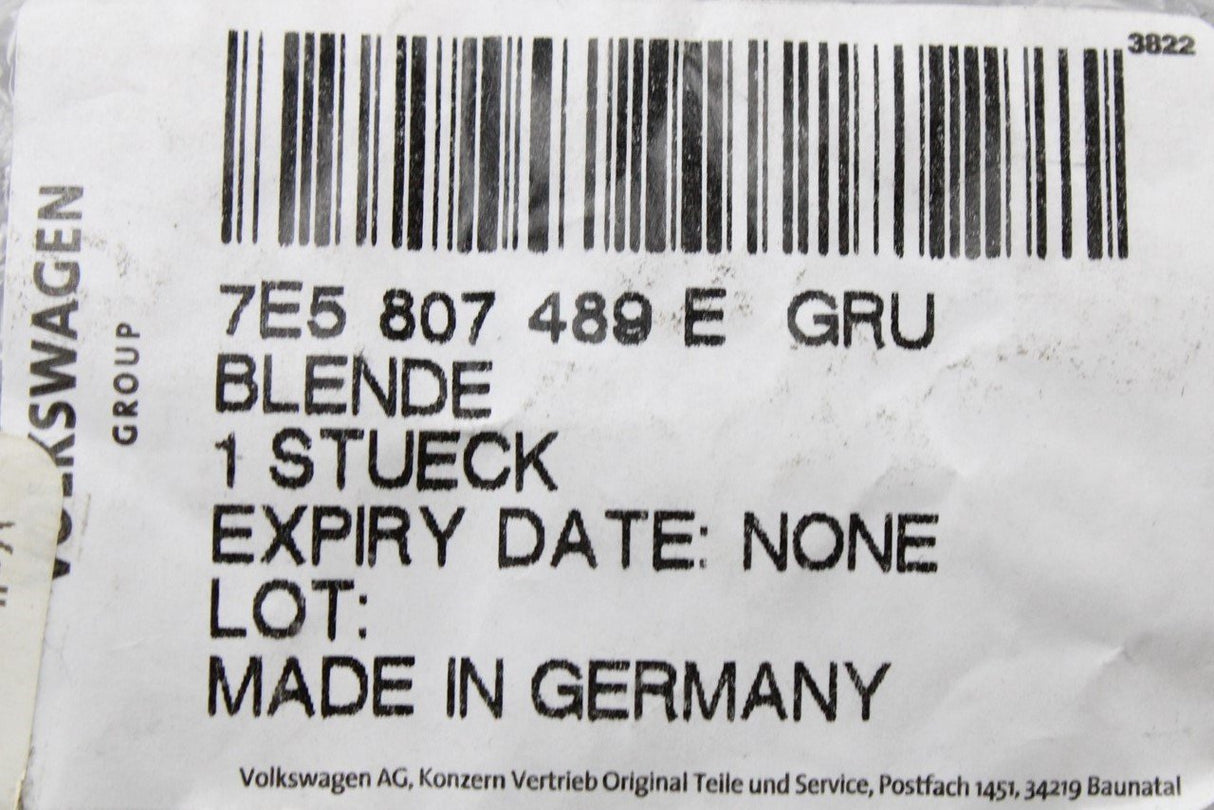 3822
7E5 807 489 E GRU
BLENDE
1 STUECK
EXPIRY DATE: NONE
LOT:
MADE IN GERMANY
Volkswagen AG, Konzern Vertrieb Original Teile und Service, Postfach 1451, 34219 Baunatal
VOLKSWAGEN
GROUP